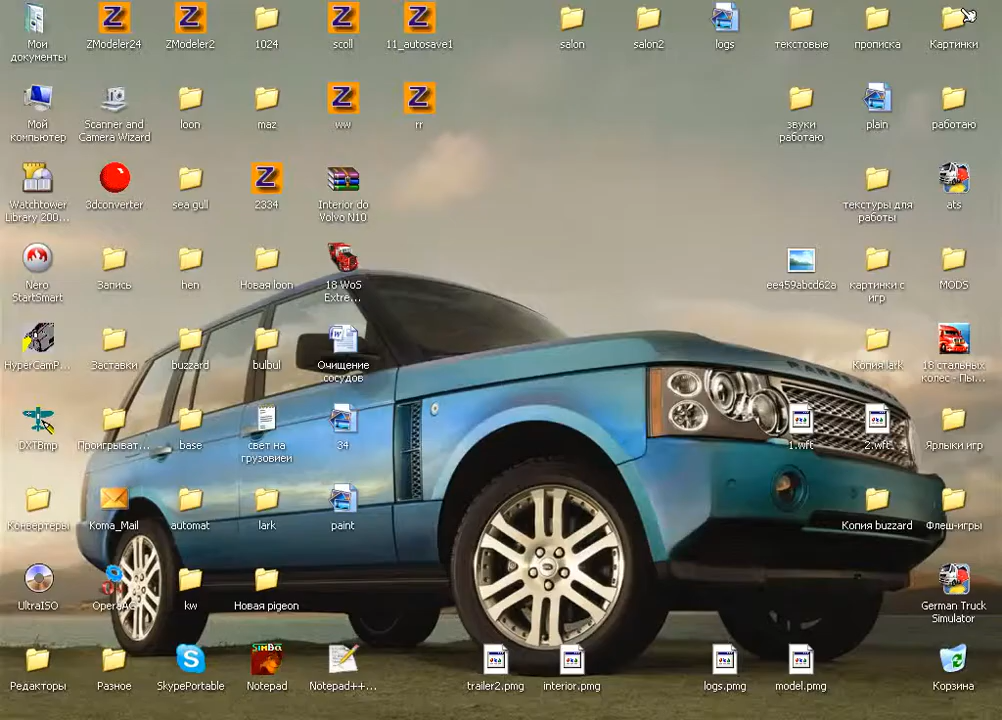 Мои документы
ZModeler24
ZModeler2
1024
scoll
11_autosave1
salon
salon2
logs
текстовые
прописка
Картинки
Мой компьютер
Scanner and Camera Wizard
loon
maz
ww
rr
звуки работаю
plain
работаю
Watchtower Library 200...
3dconverter
sea gull
2334
Interior do Volvo N10
текстуры для работы
ats
Nero StartSmart
Запись
hen
Новая loon
18 WoS Extre...
ee459abcd62a
картинки с игр
MODS
HyperCamP...
Заставки
buzzard
bulbul
Очищение сосудов
Копия lark
18 стальных колес - Пы...
DXTBmp
Проигрыват...
base
свет на грузовиеи
34
1.wft
2.wft
Ярлыки игр
Конвертеры
Koma_Mail
automat
lark
paint
Копия buzzard
Флеш-игры
UltraISO
OperaAC
kw
Новая pigeon
German Truck Simulator
Редакторы
Разное
SkypePortable
Notepad
Notepad++...
trailer2.pmg
interior.pmg
logs.pmg
model.pmg
Корзина